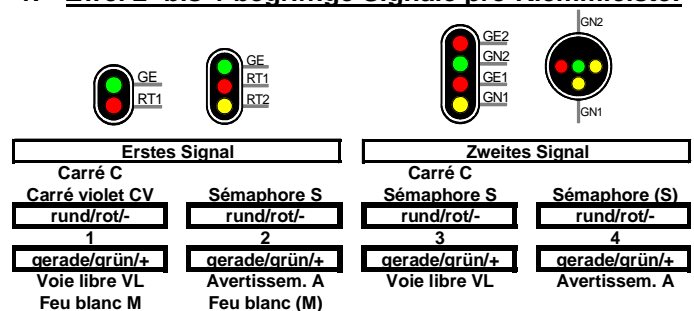 GN2
GE2
GN2
GE1
GN1
GE
RT1
RT2
GE
RT1
GN1
Erstes Signal
Zweites Signal
Carré C
Carré C
Carré violet CV
Sémaphore S
Sémaphore S
Sémaphore (S)
rund/rot/-
rund/rot/-
rund/rot/-
rund/rot/-
1
2
3
4
gerade/grün/+
gerade/grün/+
gerade/grün/+
gerade/grün/+
Voie libre VL
Avertissem. A
Voie libre VL
Avertissem. A
Feu blanc M
Feu blanc (M)